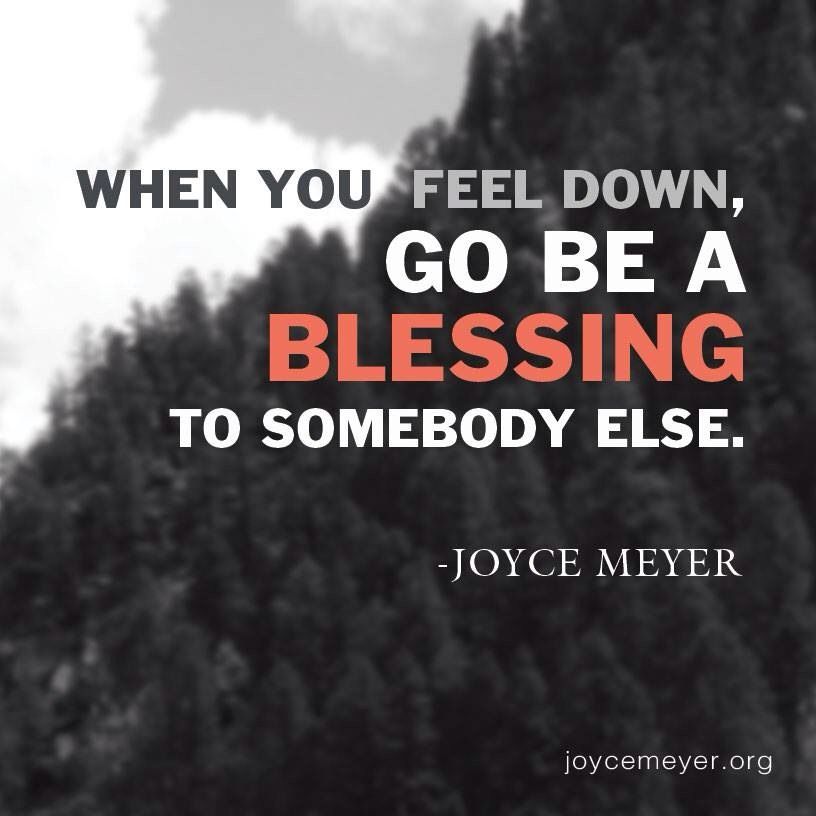 WHEN YOU FEEL DOWN,
GO BE A
BLESSING
TO SOMEBODY ELSE.
-JOYCE MEYER
joycemeyer.org